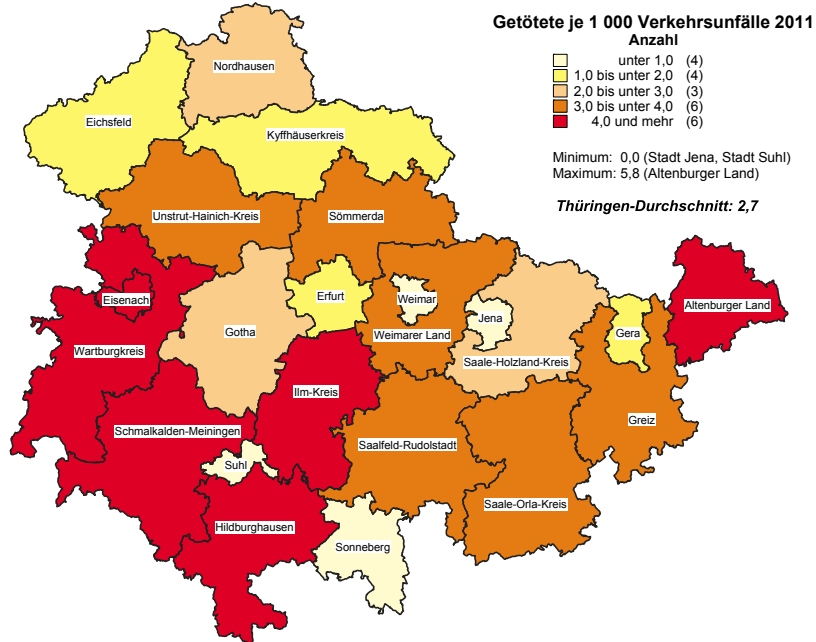 Getötete je 1 000 Verkehrsunfälle 2011
Anzahl
unter 1,0 (4)
1,0 bis unter 2,0 (4)
2,0 bis unter 3,0 (3)
3,0 bis unter 4,0 (6)
4,0 und mehr (6)
Minimum: 0,0 (Stadt Jena, Stadt Suhl)
Maximum: 5,8 (Altenburger Land)
Thüringen-Durchschnitt: 2,7
Nordhausen
Eichsfeld
Kyffhäuserkreis
Unstrut-Hainich-Kreis
Sömmerda
Eisenach
Erfurt
Weimar
Altenburger Land
Jena
Gotha
Weimarer Land
Gera
Wartburgkreis
Saale-Holzland-Kreis
Ilm-Kreis
Greiz
Schmalkalden-Meiningen
Saalfeld-Rudolstadt
Suhl
Saale-Orla-Kreis
Hildburghausen
Sonneberg